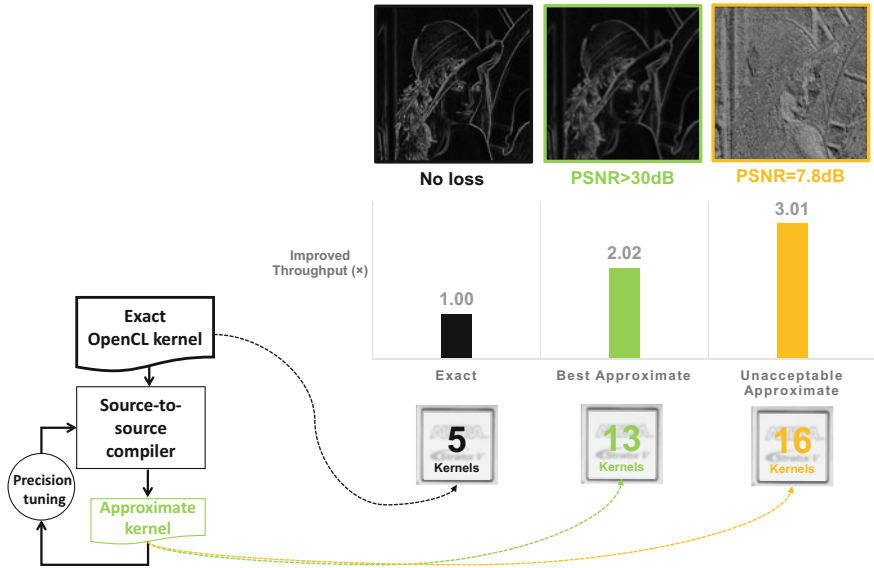 No loss
PSNR>30dB
PSNR=7.8dB
Improved
Throughput (×)
1.00
2.02
3.01
Exact
Best Approximate
Unacceptable
Approximate
Exact
OpenCL kernel
Source-to-
source
compiler
Precision
tuning
Approximate
kernel
5
Kernels
13
Kernels
16
Kernels